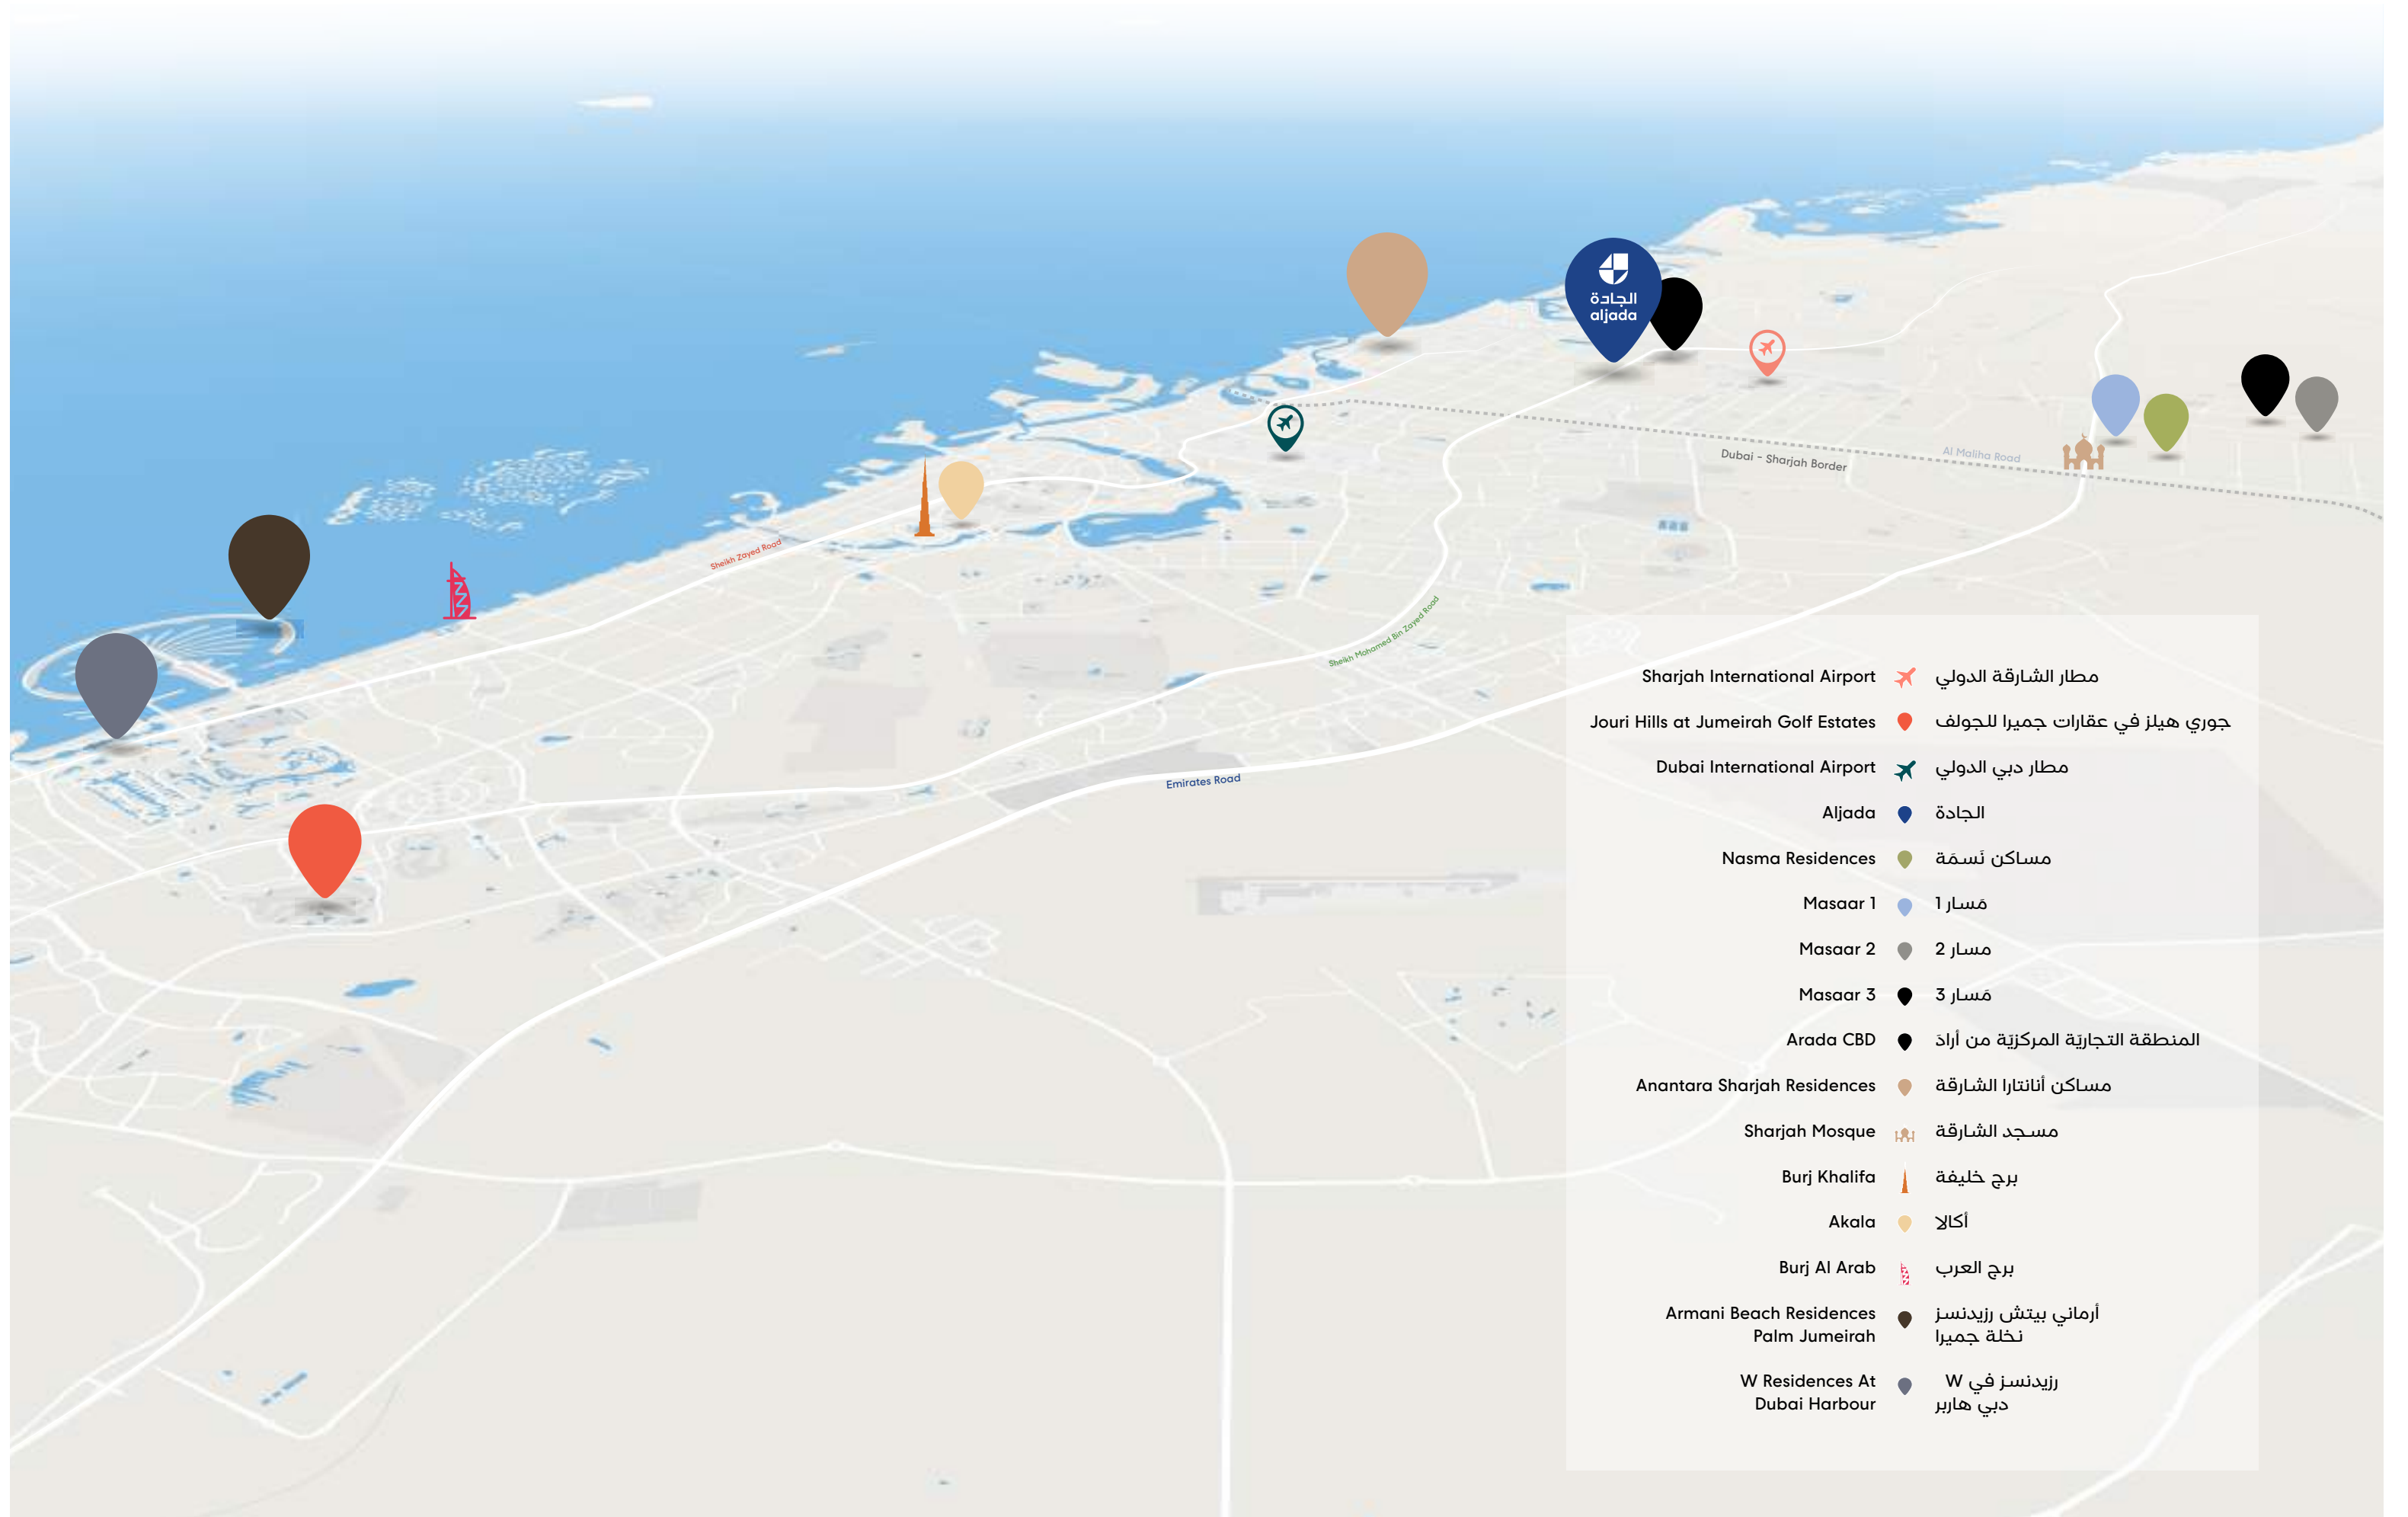 الجادة
aljada
Dubai - Sharjah Border
Al Maliha Road
Sheikh Zayed Road
Sheikh Mohamed Bin Zayed Road
Emirates Road
Sharjah International Airport مطار الشارقة الدولي
Jouri Hills at Jumeirah Golf Estates جوري هيلز في عقارات جميرا للجولف
Dubai International Airport مطار دبي الدولي
Aljada الجادة
Nasma Residences مساكن نَسمَة
Masaar 1 مَسار 1
Masaar 2 مسار 2
Masaar 3 مَسار 3
Arada CBD المنطقة التجاريّة المركزيّة من أرادَ
Anantara Sharjah Residences مساكن أنانتارا الشارقة
Sharjah Mosque مسجد الشارقة
Burj Khalifa برج خليفة
Akala أكالا
Burj Al Arab برج العرب
Armani Beach Residences أرماني بيتش رزيدنسز
Palm Jumeirah نخلة جميرا
W Residences At رزيدنسز في W
Dubai Harbour دبي هاربر